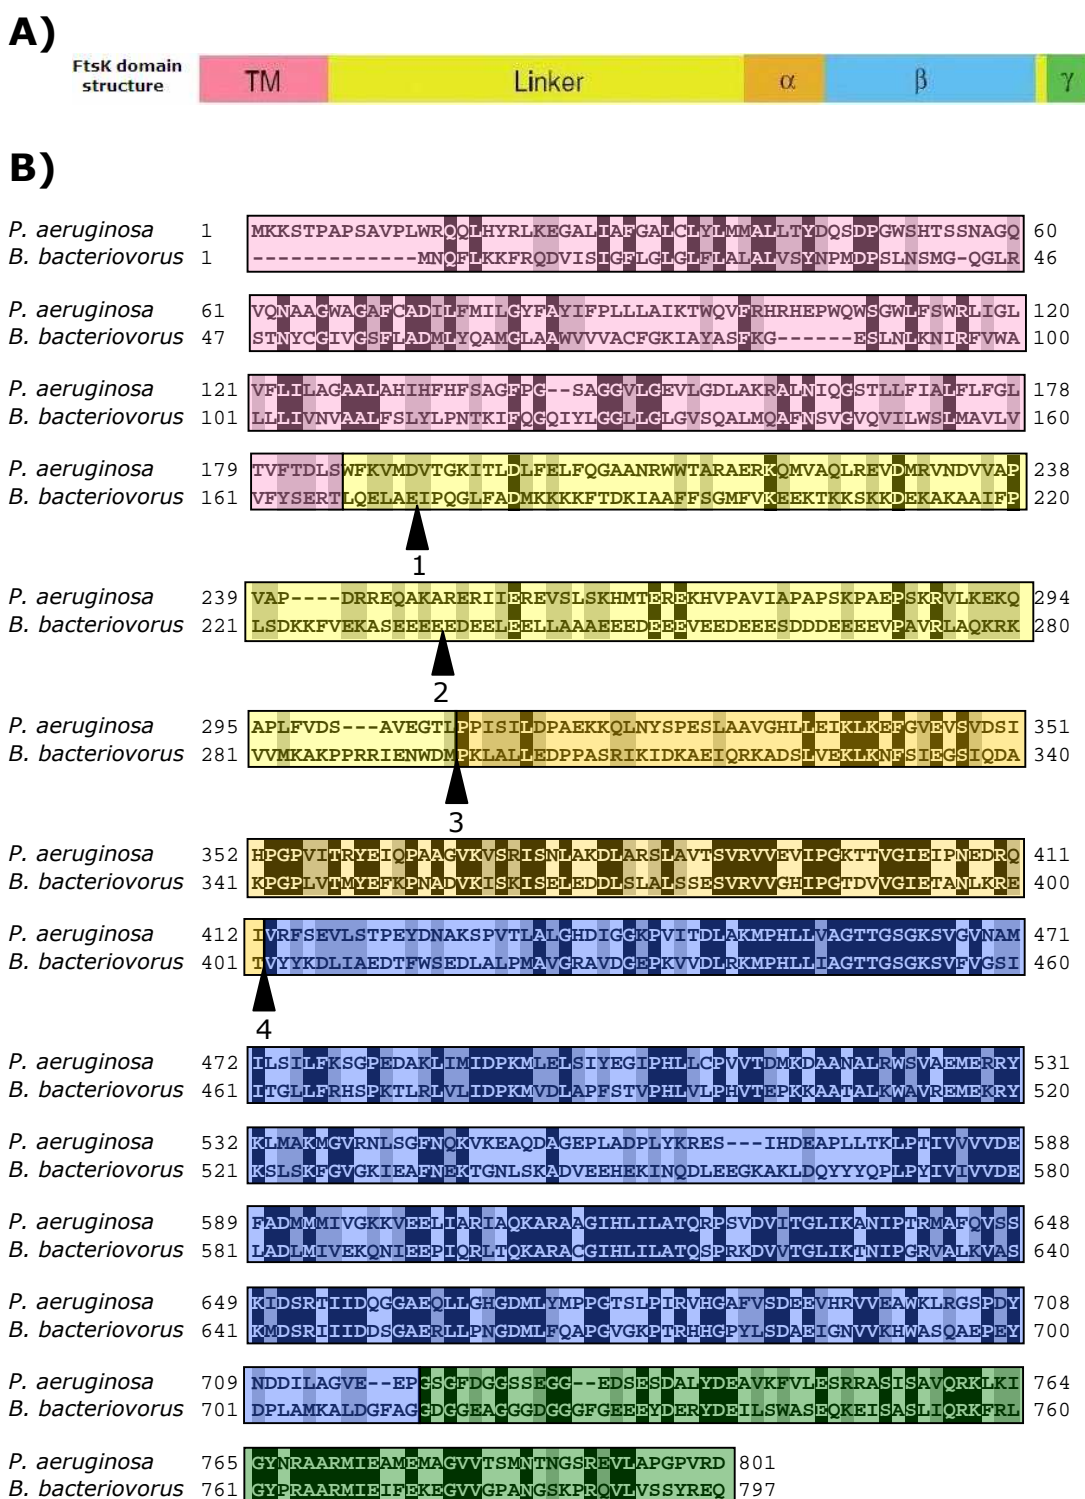 A)
FtsK domain structure TM Linker α β γ
B)
P. aeruginosa 1 MKKSTPAPSAVPLWRQQLHYRLKEGALIAFGALCLYLMMALLTYDQSDPGWSHTSSNAGQ 60
B. bacteriovorus 1 -------------MNQFLKKFRQDVISIGFLGLGLFLALALVSYNPMDPSLNSMG-QGLR 46
P. aeruginosa 61 VQNAAGWAGAFCADILFMILGYFAYIFPLLLAIKTWQVFRHRHEPWQWSGWLFSWRLIGL 120
B. bacteriovorus 47 STNYCGIVGSFLADMLYQAMGLAAWVVVACFGKIAYASFKG------ESLNLKNIRFVWA 100
P. aeruginosa 121 VFLILAGAALAHIHFHFSAGFPG--SAGGVLGEVLGDLAKRALNIQGSTLLFIALFLFGL 178
B. bacteriovorus 101 LLLIVNVAALFSLYLPNTKIFQGQIYLGGLLGLGVSQALMQAFNSVGVQVILWSLMAVLV 160
P. aeruginosa 179 TVFTDLSWFKVMDVTGKITLDLFELFQGAANRWWTARAERKQMVAQLREVDMRVNDVVAP 238
B. bacteriovorus 161 VFYSERTLQELAEIPQGLFADMKKKKFTDKIAAFFSGMFVKEEKTKKSKKDEKAKAAIFP 220
1
P. aeruginosa 239 VAP----DRREQAKARERIIEREVSLSKHMTEREKHVPAVIAPAPSKPAEPSKRVLKEKQ 294
B. bacteriovorus 221 LSDKKFVEKASEEEEEEDEELEELLAAAEEEDEEEVEEDEEESDDDEEEEVPAVRLAQKRK 280
2
P. aeruginosa 295 APLFVDS---AVEGTLPPISILDPAEKKQLNYSPESLAAVGHLLEIKLKEFGVEVSVDSI 351
B. bacteriovorus 281 VVMKAKPPRRIENWDMPKLALLEDPPASRIKIDKAEIQRKADSLVEKLKNFSIEGSIQDA 340
3
P. aeruginosa 352 HPGPVITRYEIQPAAGVKVSRISNLAKDLARSLAVTSVRVVEVIPGKTTVGIEIPNEDRQ 411
B. bacteriovorus 341 KPGPLVTMYEFKPNADVKISKISELEDDLSLALSSESVRVVGHIPGTDVVGIETANLKRE 400
P. aeruginosa 412 IVRFSEVLSTPEYDNAKSPVTLALGHDIGGKPVITDLAKMPHLLVAGTTGSGKSVGVNAM 471
B. bacteriovorus 401 TVYYKDLIAEDTFWSEDLALPMAVGRAVDGEPKVVDLRKMPHLLIAGTTGSGKSVFVGSI 460
4
P. aeruginosa 472 ILSILFKSGPEDAKLIMIDPKMLELSIYEGIPHLLCPVVTDMKDAANALRWSVAEMERRY 531
B. bacteriovorus 461 ITGLLFRHSPKTLRLVLIDPKMVDLAPFSTVPHLVLPHVTEPKKAATALKWAVREMEKRY 520
P. aeruginosa 532 KLMAKMGVRNLSGFNQKVKEAQDAGEPLADPLYKRES---IHDEAPLLTKLPTIVVVVDE 588
B. bacteriovorus 521 KSLSKFGVGKIEAFNEKTGNLSKADVEEHEKINQDLEEGKAKLDQYYYQPLPYIVIVVDE 580
P. aeruginosa 589 FADMMMIVGKKVEELIARIAQKARAAGIHLILATQRPSVDVITGLIKANIPTRMAFQVSS 648
B. bacteriovorus 581 LADLMIVEKQNIEEPIQRLTQKARACGIHLILATQSPRKDVVTGLIKTNIPGRVALKVAS 640
P. aeruginosa 649 KIDSRTIIDQGGAEQLLGHGDMLYMPPGTSLPIRVHGAFVSDEEVHRVVEAWKLRGSPDY 708
B. bacteriovorus 641 KMDSRIIIDDSGAERLLPNGDMLFQAPGVGKPTRHHGPYLSDAEIGNVVKHWASQAEPEY 700
P. aeruginosa 709 NDDILAGVE--EPGSGFDGGSSEGG--EDSESDALYDEAVKFVLESRRASISAVQRKLKI 764
B. bacteriovorus 701 DPLAMKALDGFAGGDGGEAGGGDGGGFGEEEYDERYDEILSWASEQKEISASLIQRKFRL 760
P. aeruginosa 765 GYNRAARMIEAMEMAGVVTSMNTNGSREVLAPGPVRD 801
B. bacteriovorus 761 GYPRAARMIEIFEKEGVVGPANGSKPRQVLVSSYREQ 797